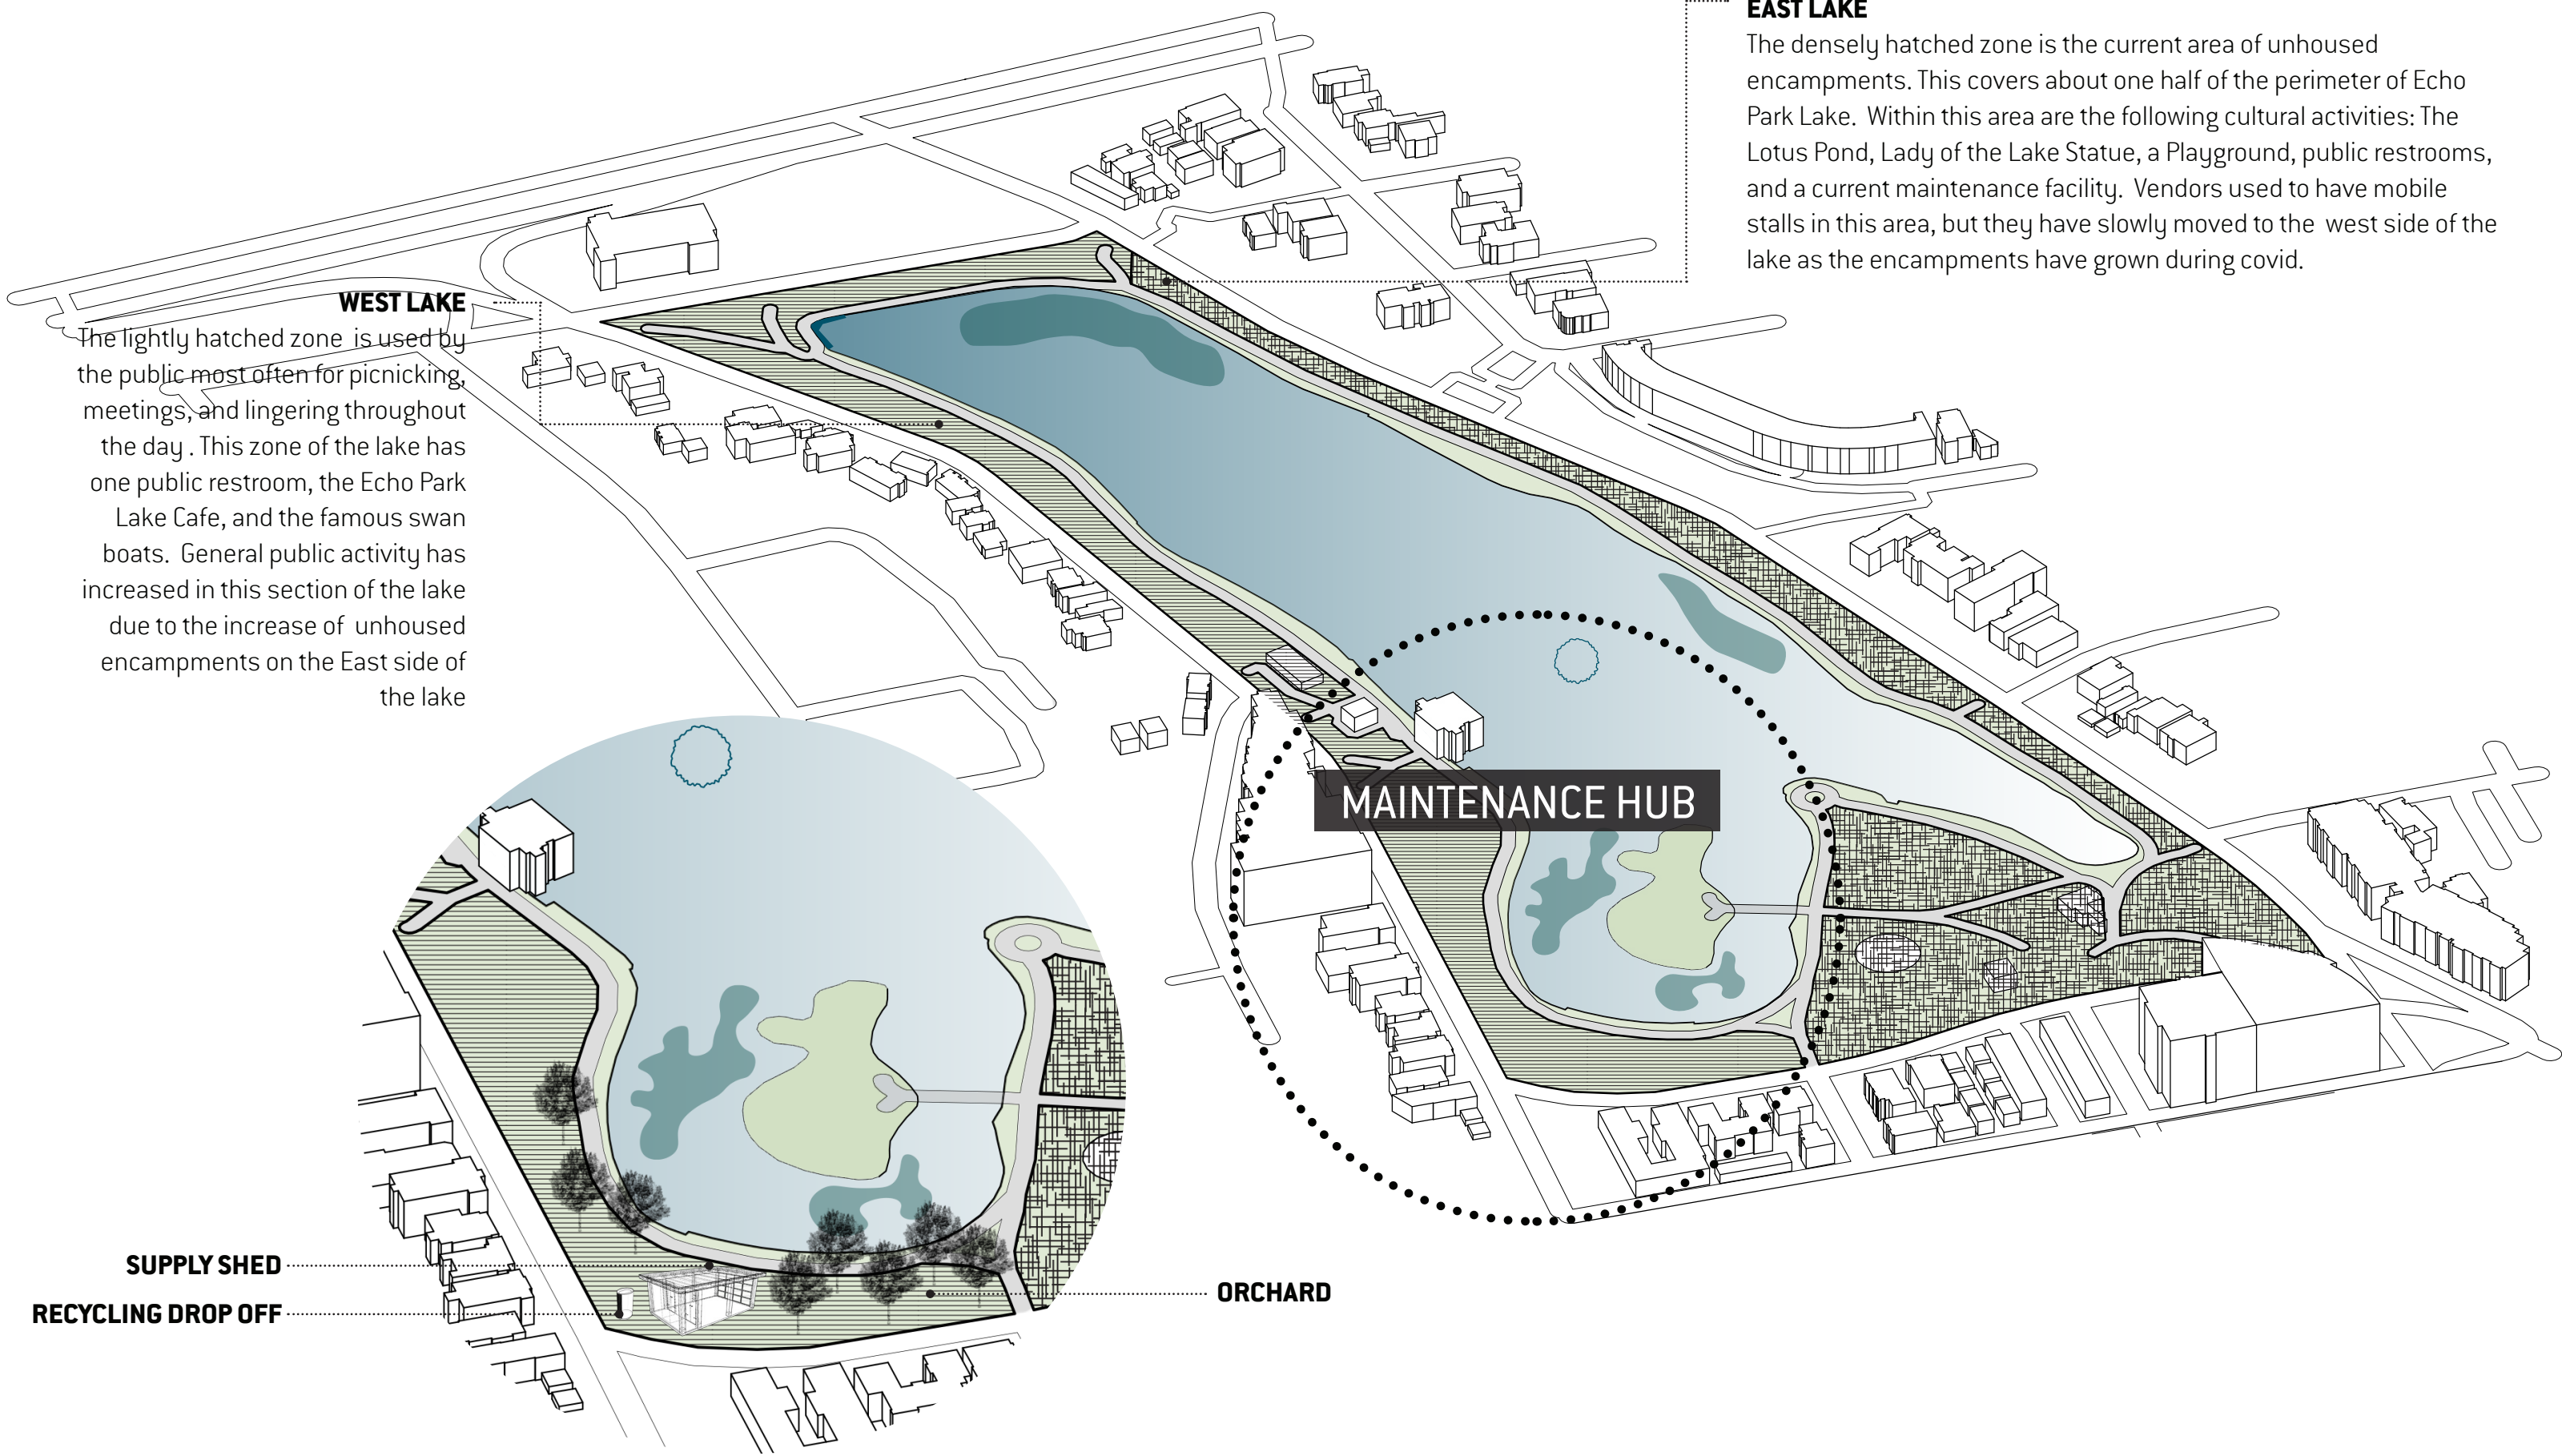 EAST LAKE
The densely hatched zone is the current area of unhoused
encampments. This covers about one half of the perimeter of Echo
Park Lake.  Within this area are the following cultural activities: The
Lotus Pond, Lady of the Lake Statue, a Playground, public restrooms,
and a current maintenance facility.  Vendors used to have mobile
stalls in this area, but they have slowly moved to the  west side of the
lake as the encampments have grown during covid.
WEST LAKE
The lightly hatched zone  is used by
the public most often for picnicking,
meetings, and lingering throughout
the day . This zone of the lake has
one public restroom, the Echo Park
Lake Cafe, and the famous swan
boats.  General public activity has
increased in this section of the lake
due to the increase of  unhoused
encampments on the East side of
the lake
MAINTENANCE HUB
SUPPLY SHED
RECYCLING DROP OFF
ORCHARD